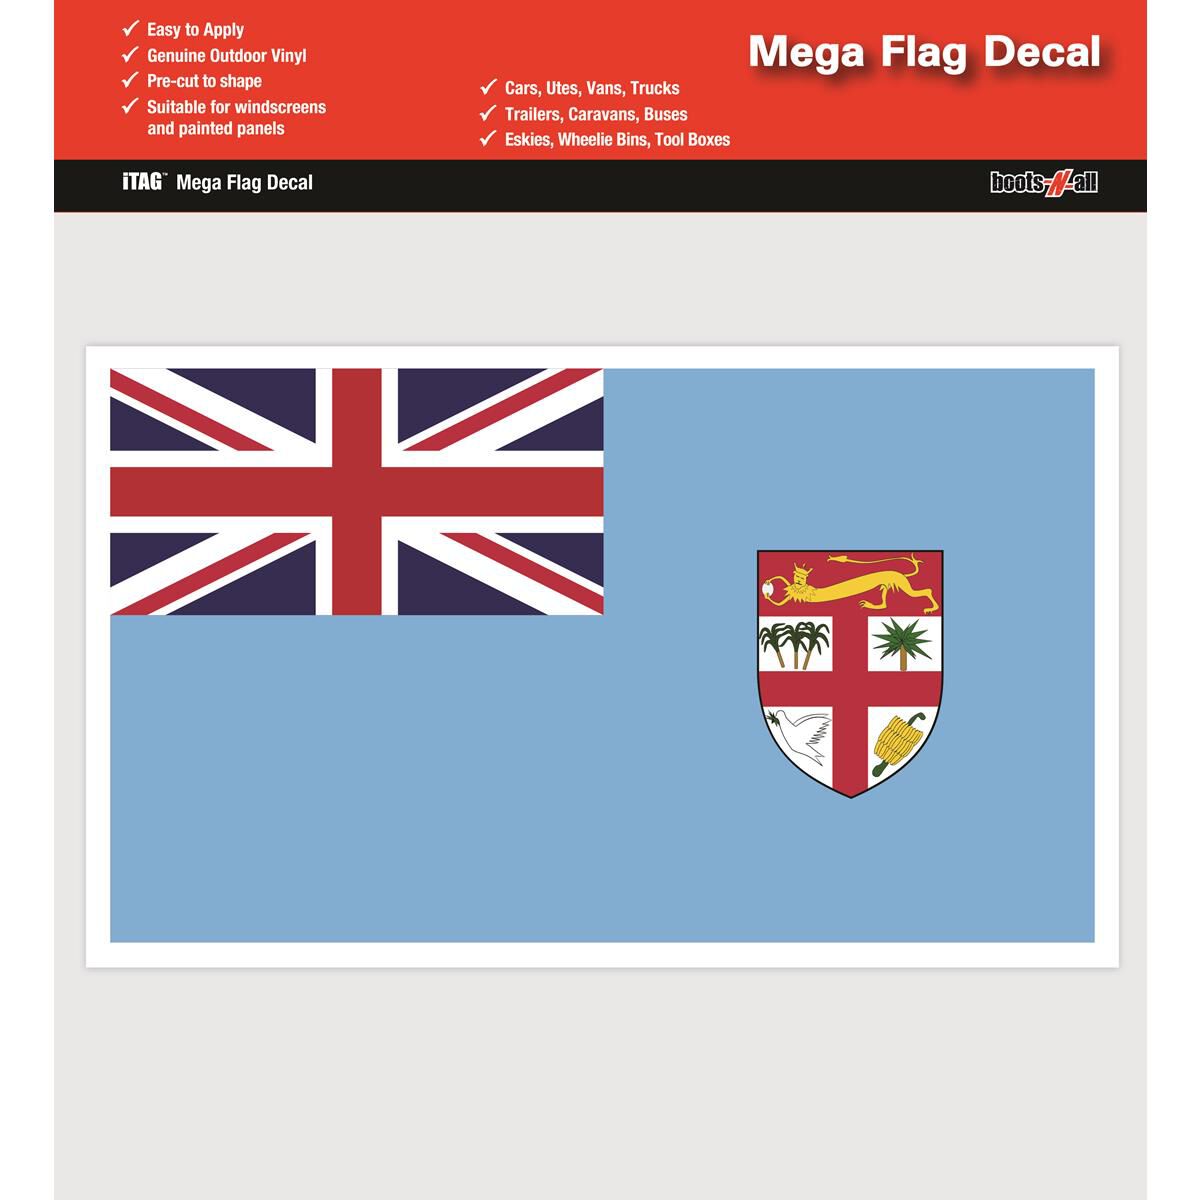 Easy to Apply
Genuine Outdoor Vinyl
Pre-cut to shape
Suitable for windscreens
and painted panels
Cars, Utes, Vans, Trucks
Trailers, Caravans, Buses
Eskies, Wheelie Bins, Tool Boxes
Mega Flag Decal
iTAG™ Mega Flag Decal
boots-N-all